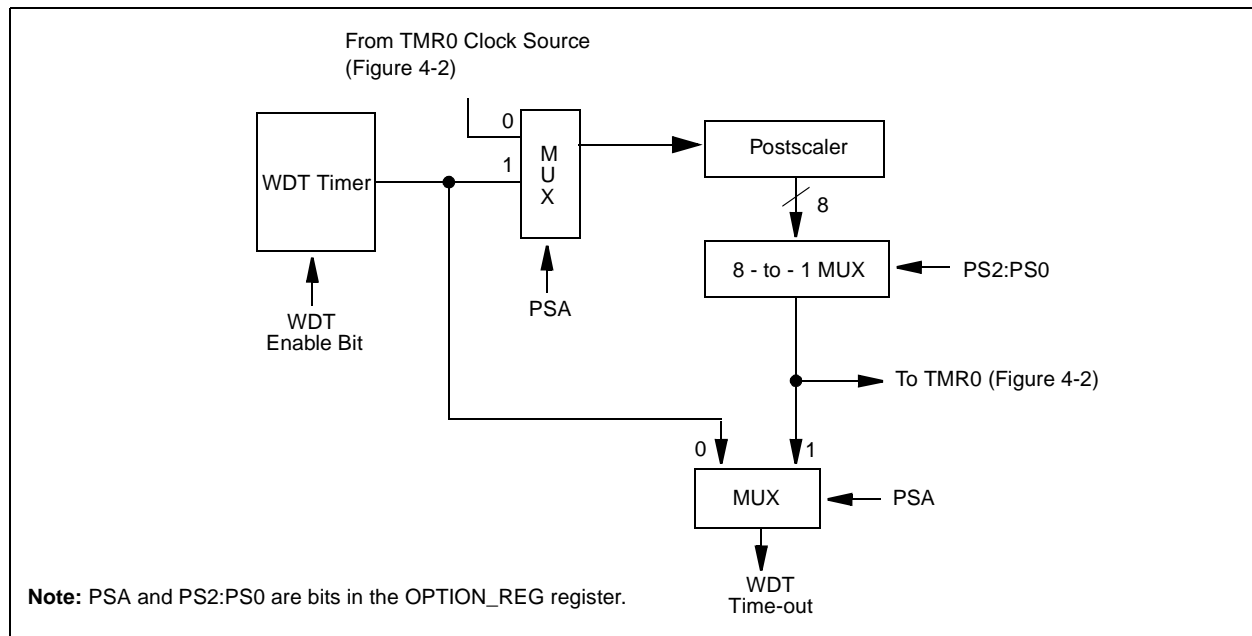 From TMR0 Clock Source
(Figure 4-2)
0
1
M
U
X
WDT Timer
Postscaler
8
8 - to - 1 MUX
PS2:PS0
PSA
WDT
Enable Bit
To TMR0 (Figure 4-2)
0
1
MUX
PSA
WDT
Time-out
Note: PSA and PS2:PS0 are bits in the OPTION_REG register.